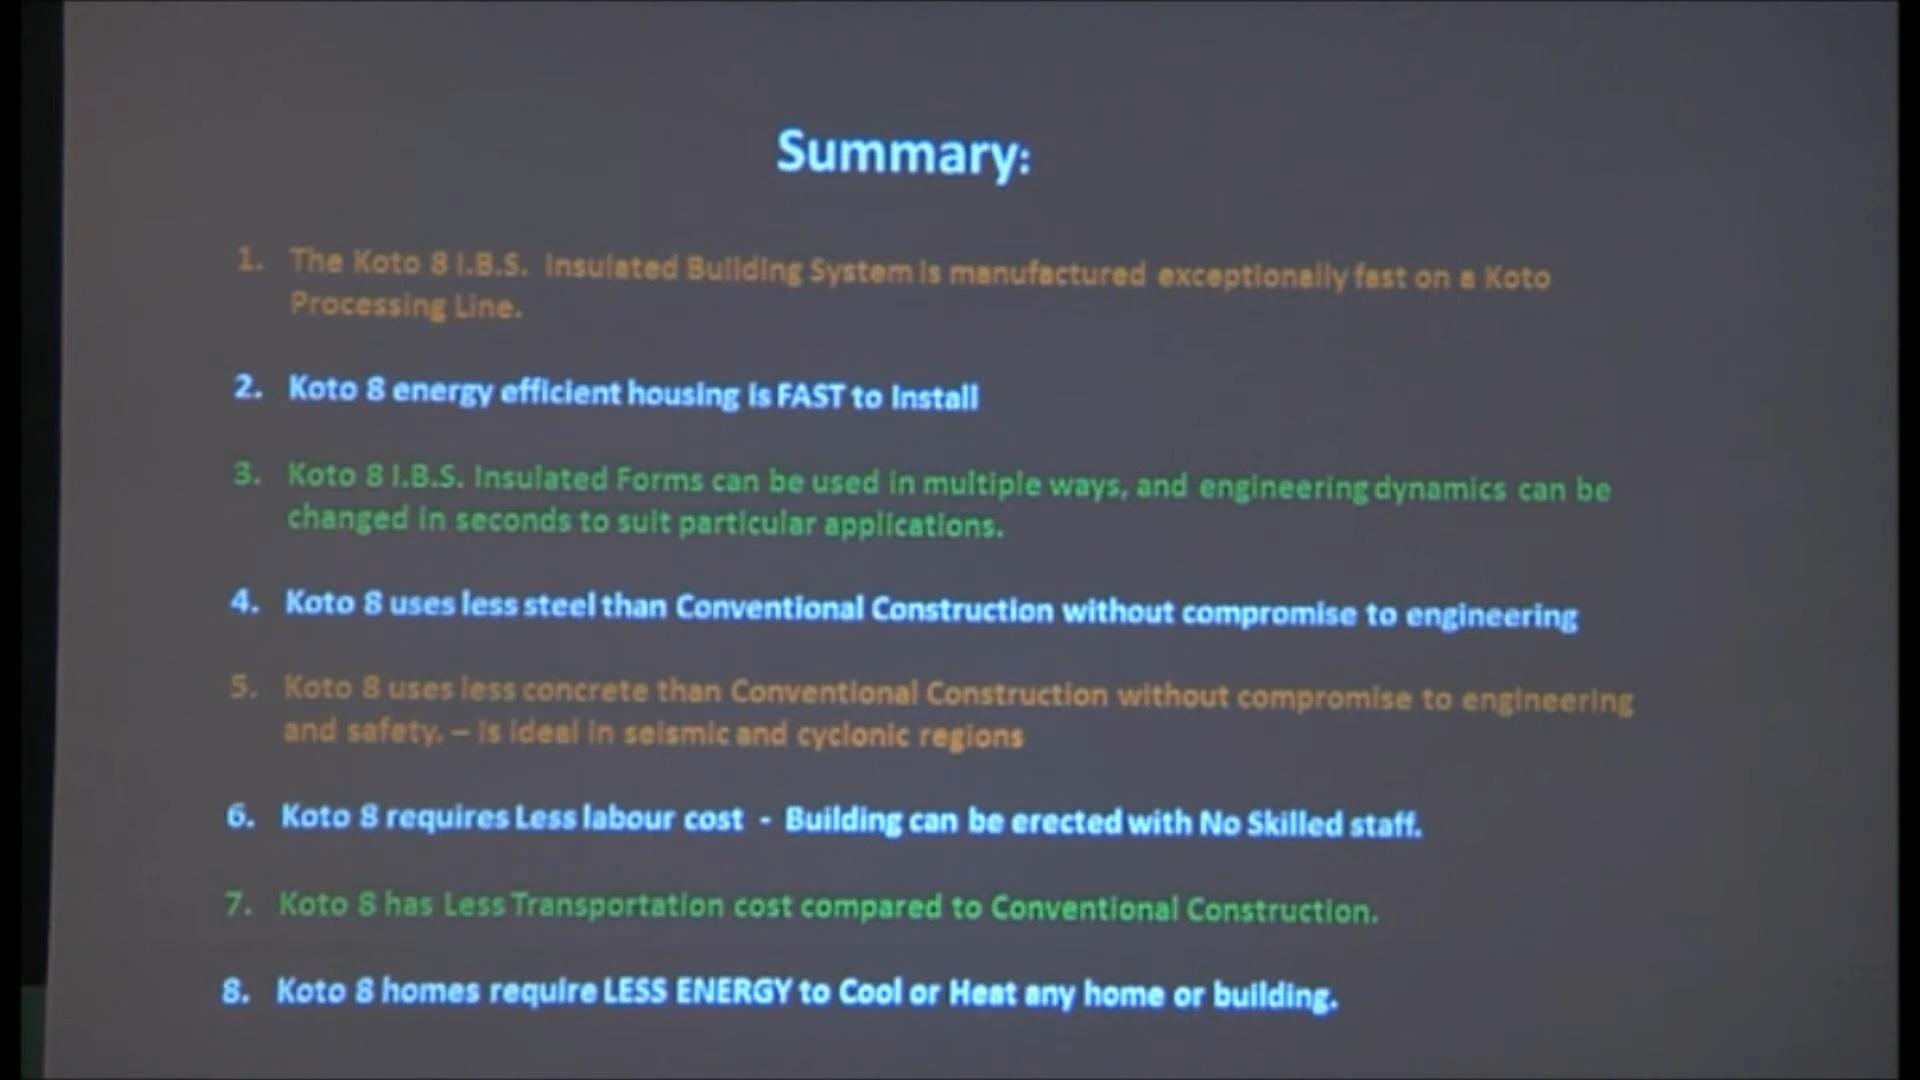 Summary:
1. The Koto 8 I.B.S. Insulated Building System is manufactured exceptionally fast on a Koto
Processing Line.
2. Koto 8 energy efficient housing is FAST to Install
3. Koto 8 I.B.S. Insulated Forms can be used in multiple ways, and engineering dynamics can be
changed in seconds to suit particular applications.
4. Koto 8 uses less steel than Conventional Construction without compromise to engineering
5. Koto 8 uses less concrete than Conventional Construction without compromise to engineering
and safety. – is ideal in seismic and cyclonic regions
6. Koto 8 requires Less labour cost - Building can be erected with No Skilled staff.
7. Koto 8 has Less Transportation cost compared to Conventional Construction.
8. Koto 8 homes require LESS ENERGY to Cool or Heat any home or building.